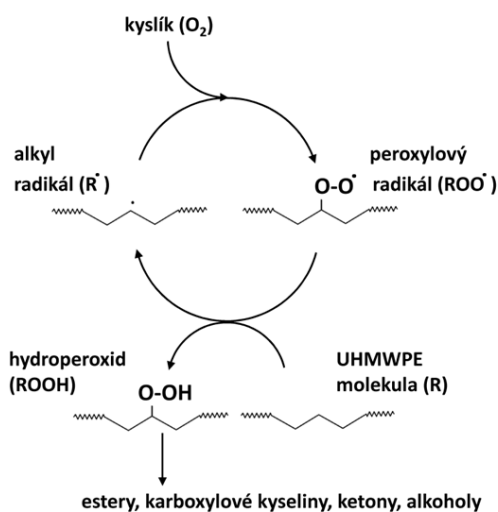 kyslík (O₂)
alkyl
radikál (R˙)
peroxylový
radikál (ROO˙)
O-O˙
hydroperoxid
(ROOH)
O-OH
UHMWPE
molekula (R)
estery, karboxylové kyseliny, ketony, alkoholy